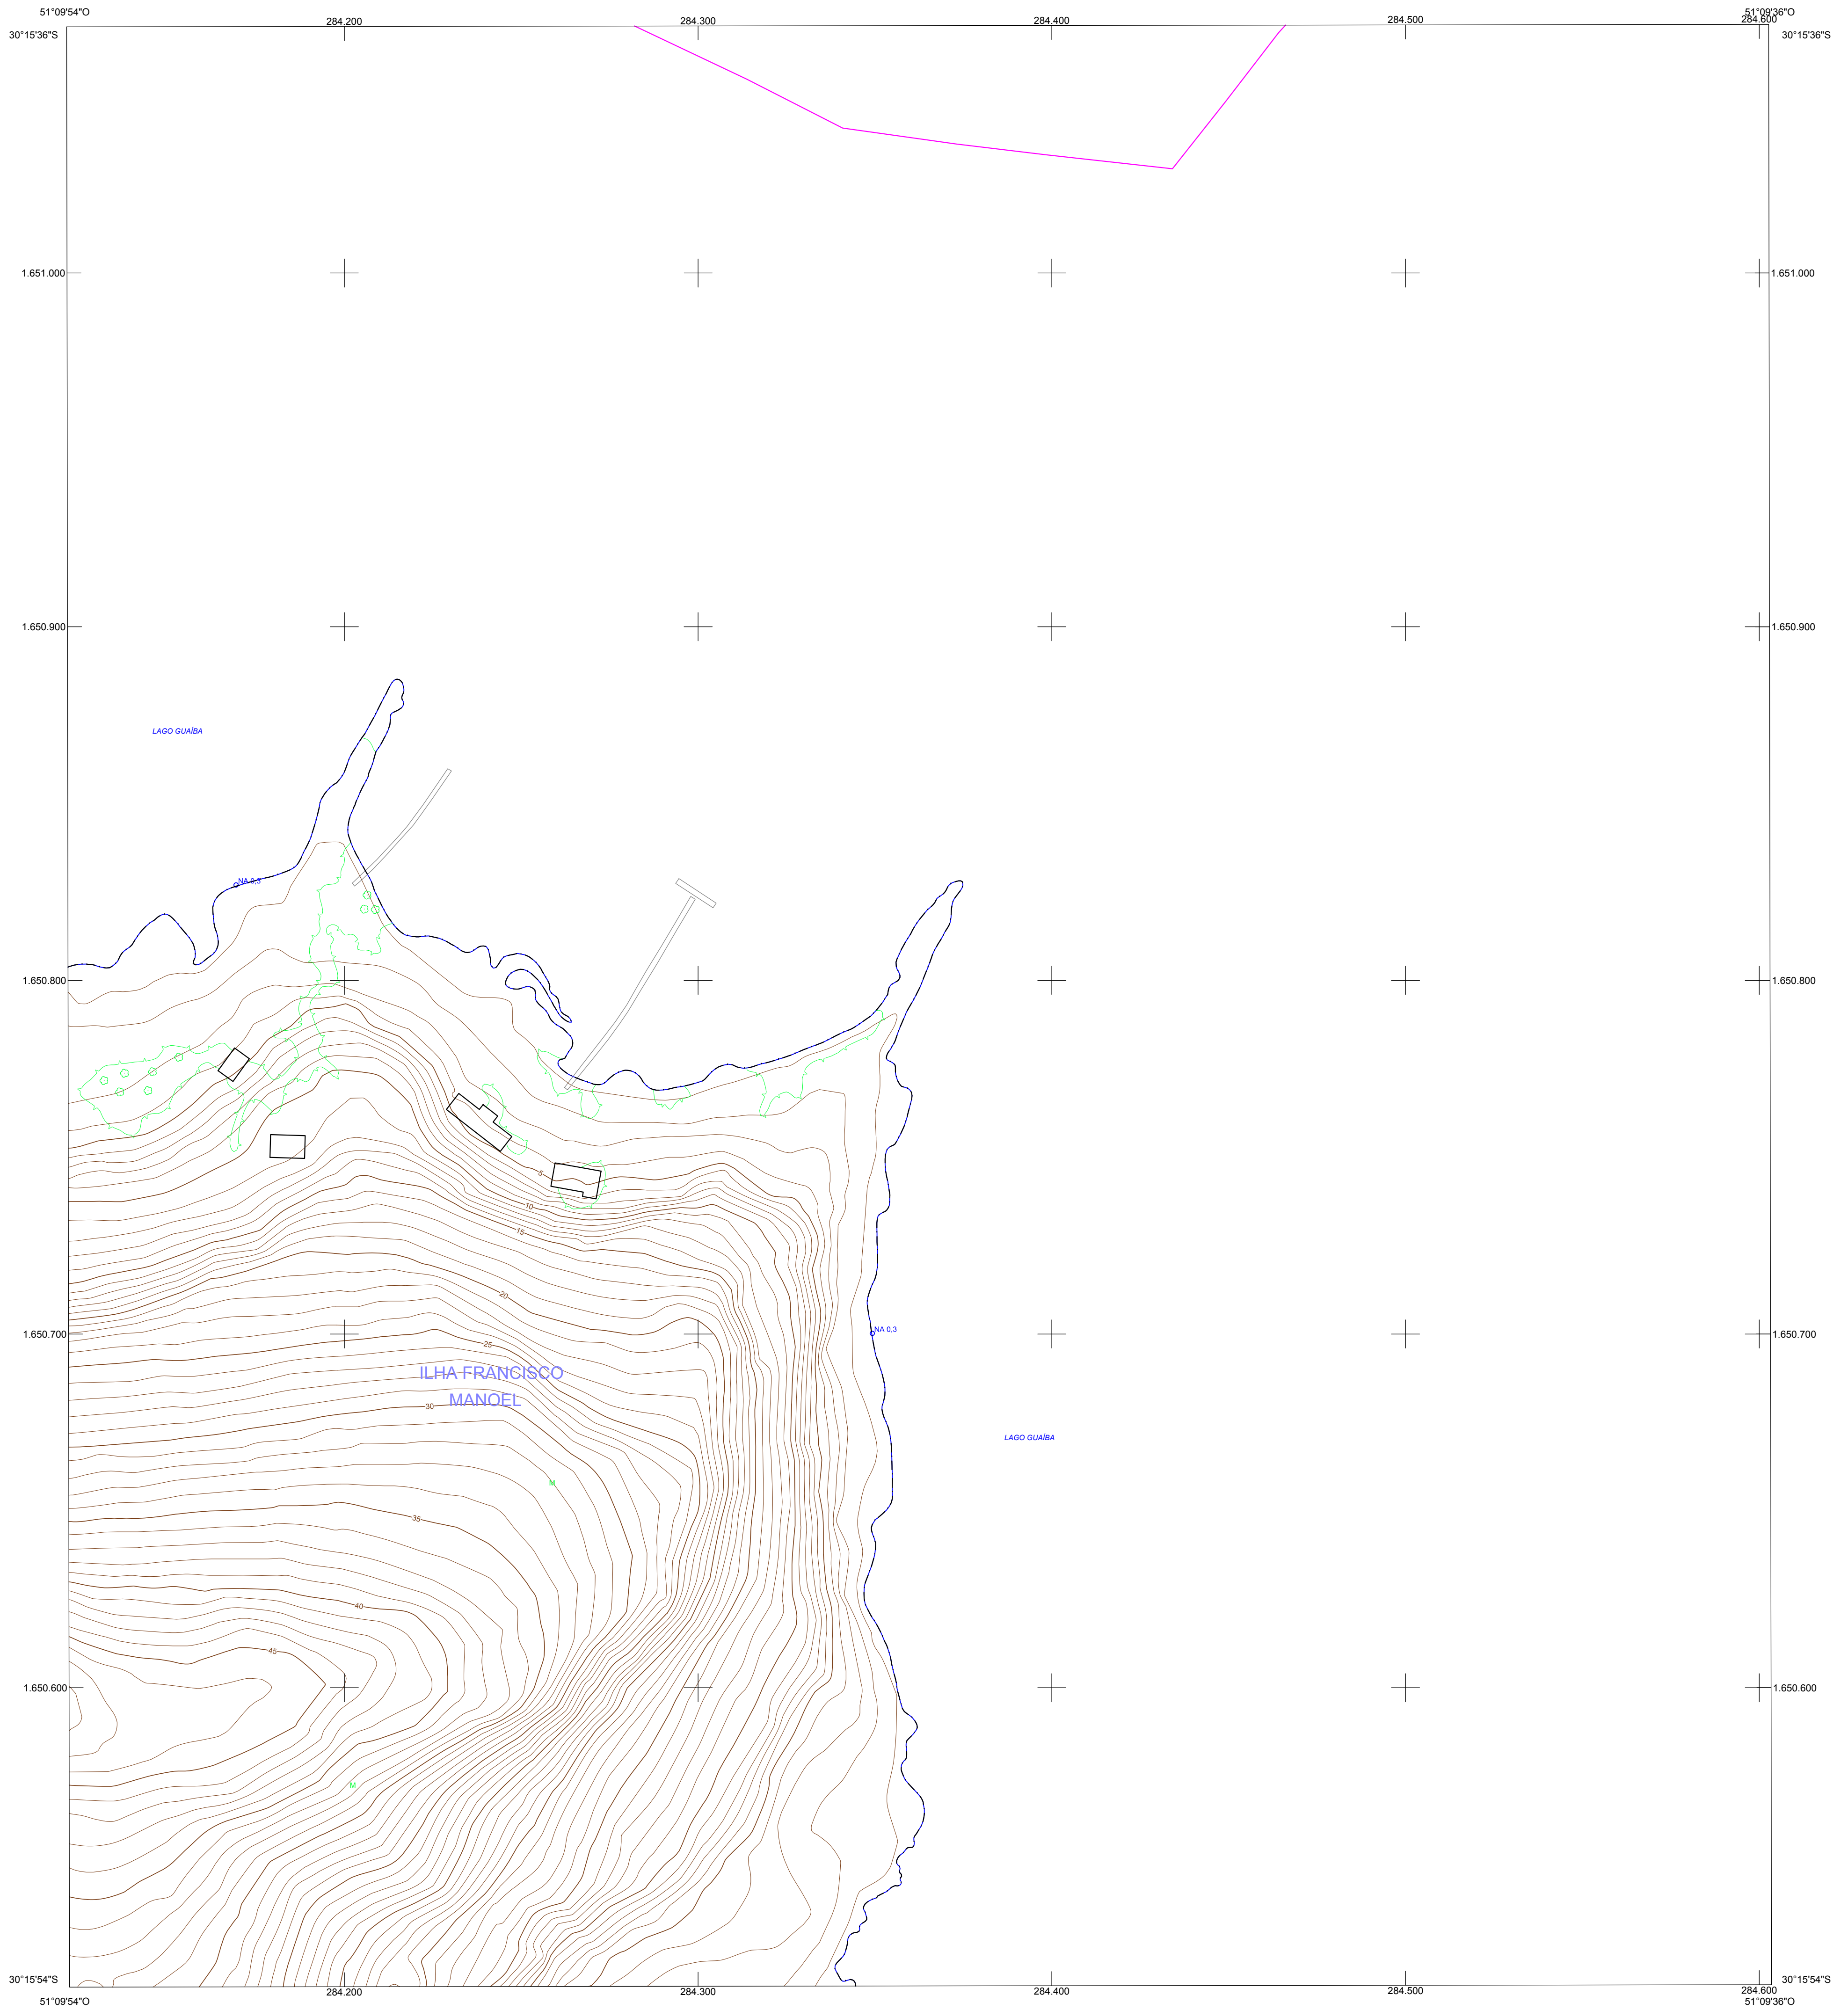 51°09'54"O
51°09'36"O
284.200
284.300
284.400
284.500
284.600
30°15'36"S
30°15'36"S
1.651.000
1.651.000
1.650.900
1.650.900
LAGO GUAÍBA
NA 0,3
1.650.800
1.650.800
5
10
15
20
NA 0,3
1.650.700
1.650.700
25
ILHA FRANCISCO
MANOEL
30
LAGO GUAÍBA
M
35
40
45
1.650.600
1.650.600
M
30°15'54"S
30°15'54"S
284.200
284.300
284.400
284.500
284.600
51°09'54"O
51°09'36"O